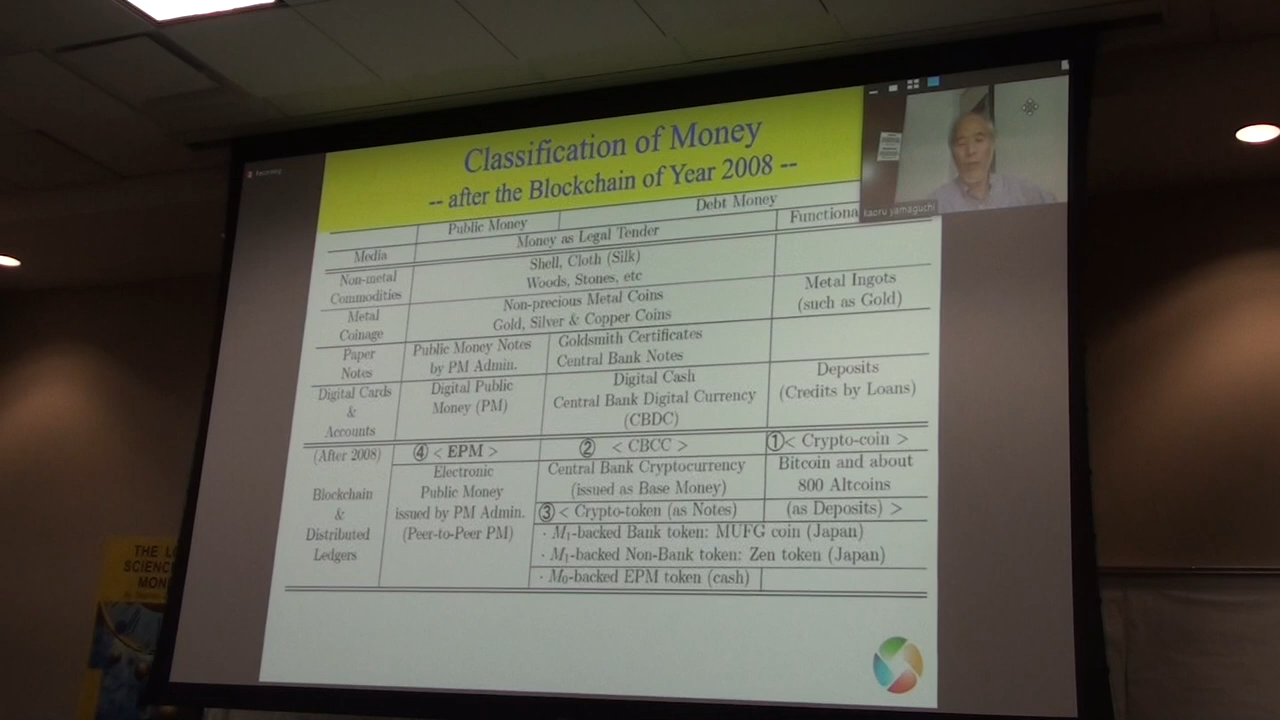 Recording
Classification of Money
-- after the Blockchain of Year 2008 --
kaoru yamaguchi
Public Money
Debt Money
Media
Money as Legal Tender
Functiona
Non-metal
Commodities
Shell, Cloth (Silk)
Woods, Stones, etc
Metal
Coinage
Non-precious Metal Coins
Gold, Silver & Copper Coins
Metal Ingots
(such as Gold)
Paper
Notes
Public Money Notes
by PM Admin.
Goldsmith Certificates
Central Bank Notes
Digital Cards
&
Accounts
Digital Public
Money (PM)
Digital Cash
Central Bank Digital Currency
(CBDC)
Deposits
(Credits by Loans)
(After 2008)
Blockchain
&
Distributed
Ledgers
④ < EPM >
Electronic
Public Money
issued by PM Admin.
(Peer-to-Peer PM)
② < CBCC >
Central Bank Cryptocurrency
(issued as Base Money)
① < Crypto-coin >
Bitcoin and about
800 Altcoins
③ < Crypto-token (as Notes)
(as Deposits) >
· M₁-backed Bank token: MUFG coin (Japan)
· M₁-backed Non-Bank token: Zen token (Japan)
· M₀-backed EPM token (cash)
THE L
SCIENC
MON